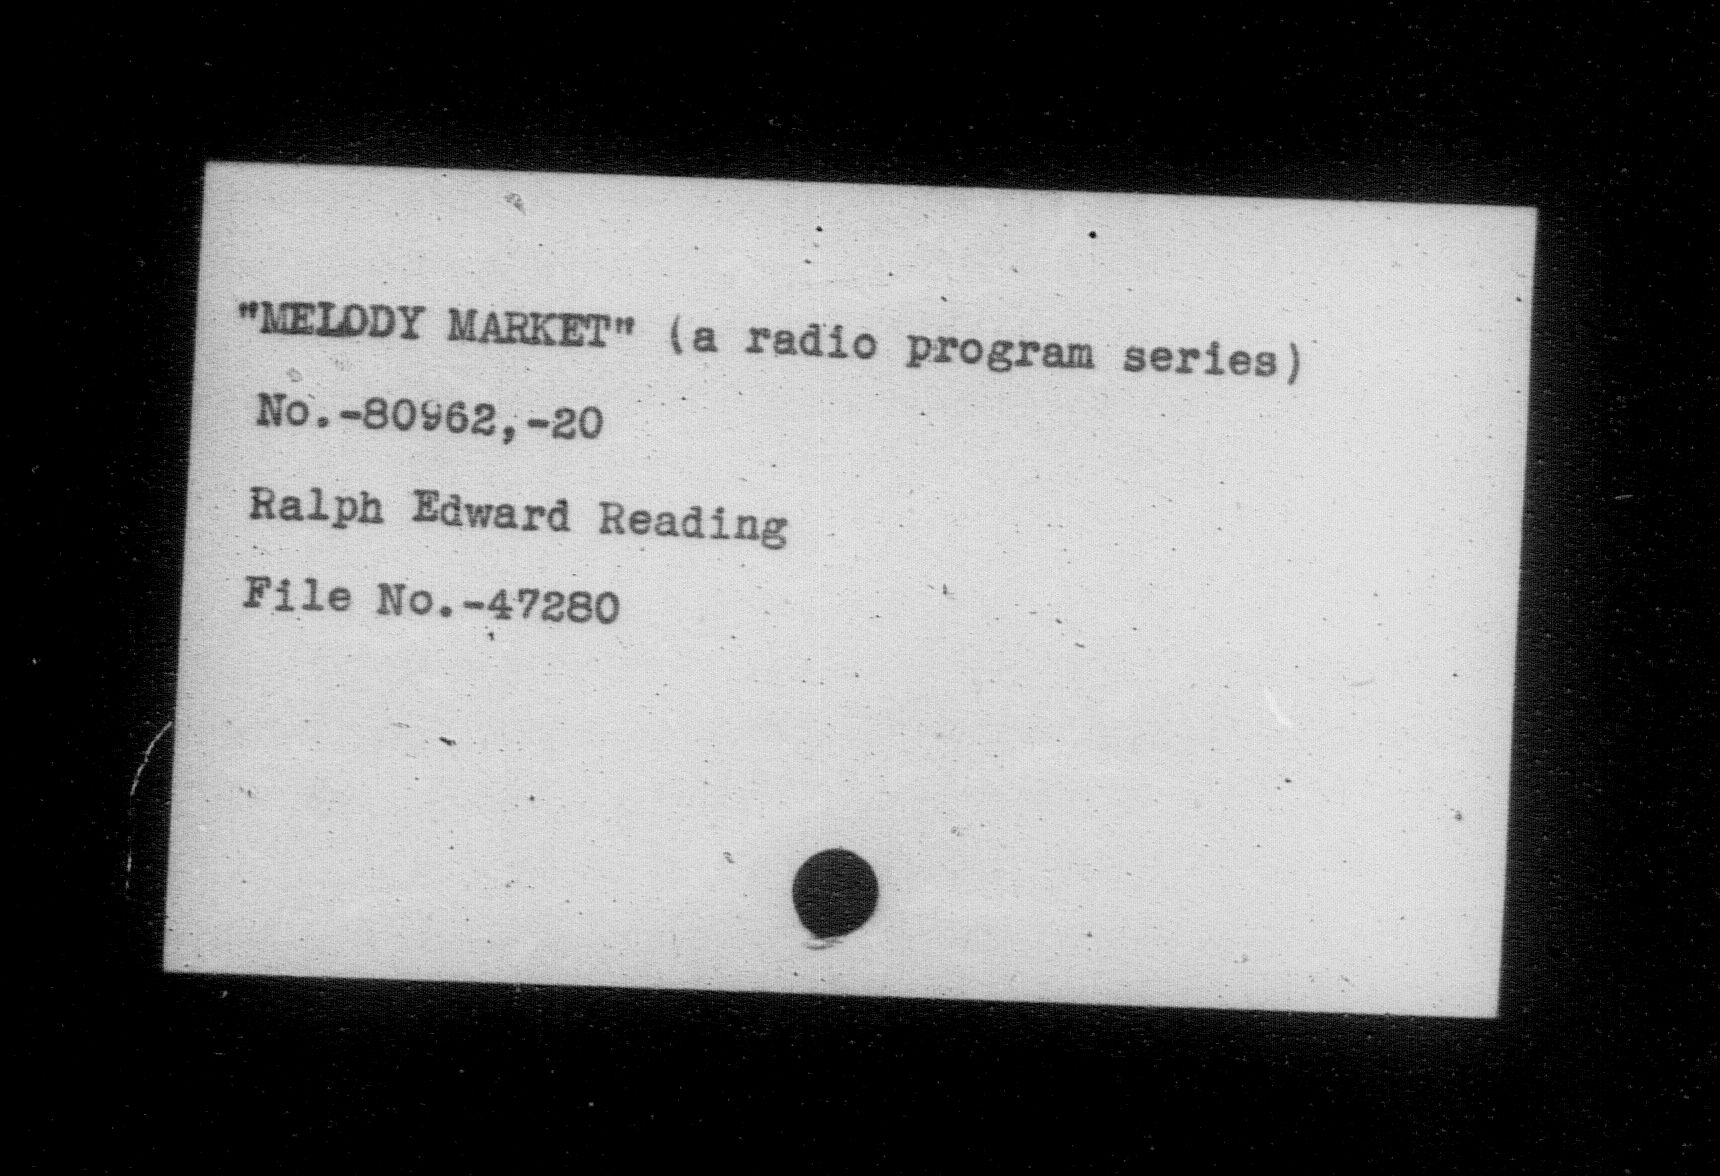 "MELODY MARKET" (a radio program series)
No.-80962,-20
Ralph Edward Reading
File No.-47280